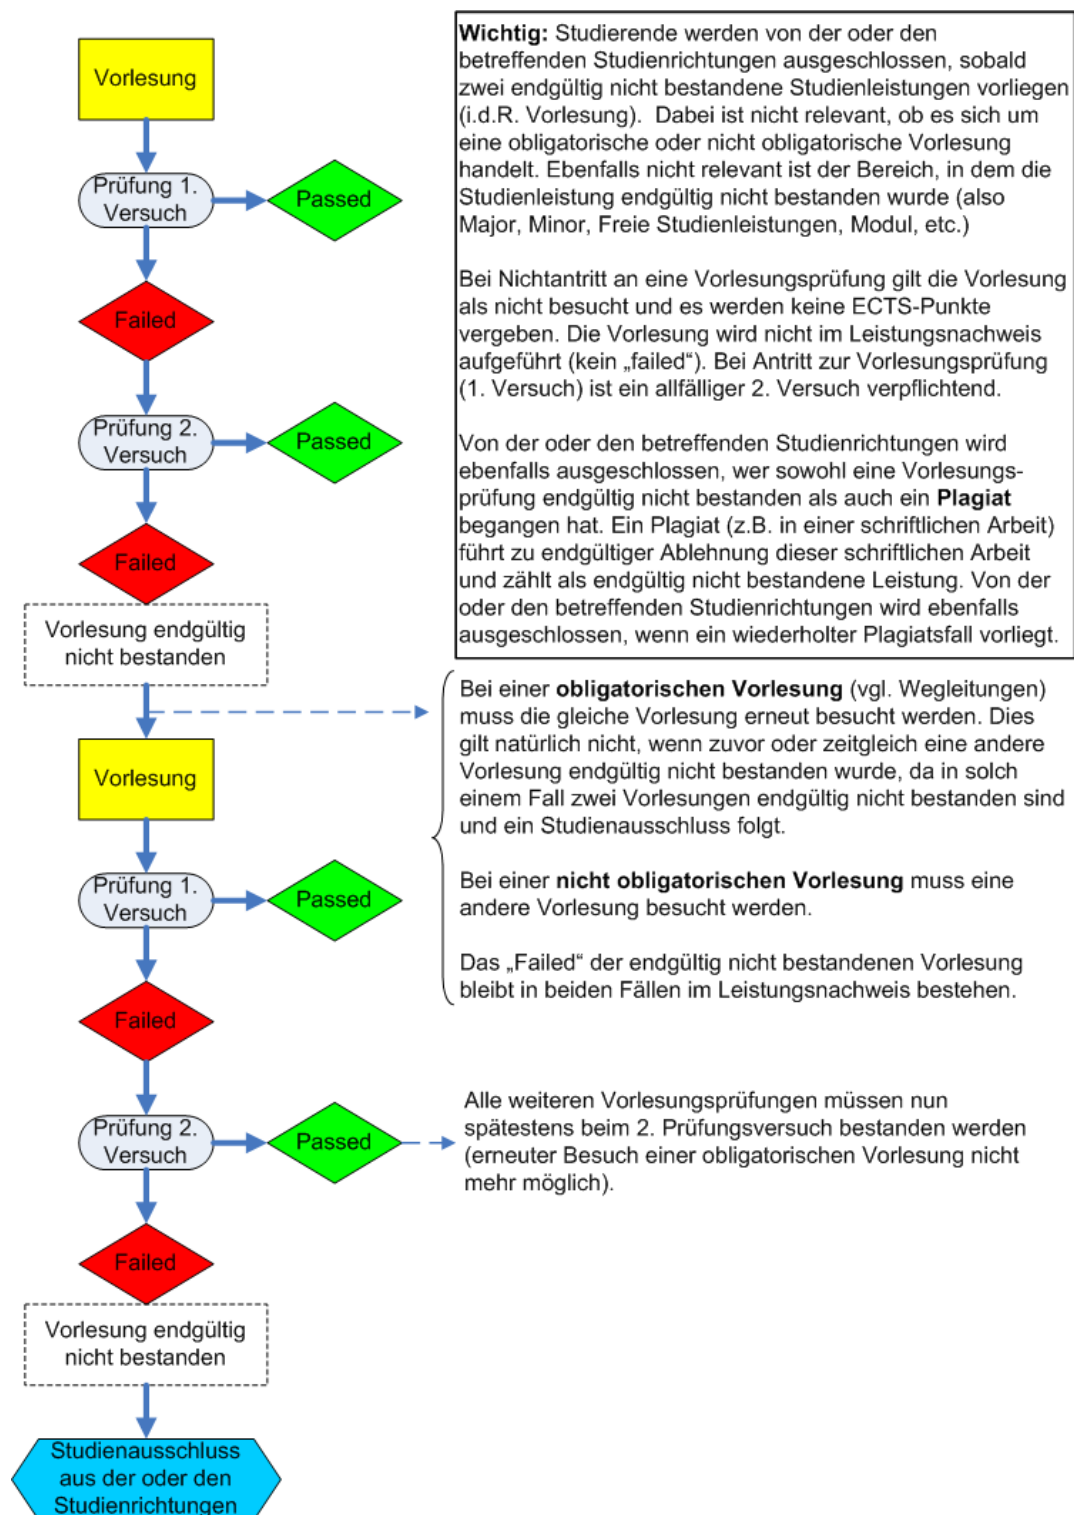 Vorlesung
Prüfung 1.
Versuch
Passed
Failed
Prüfung 2.
Versuch
Passed
Failed
Vorlesung endgültig
nicht bestanden
Vorlesung
Prüfung 1.
Versuch
Passed
Failed
Prüfung 2.
Versuch
Passed
Failed
Vorlesung endgültig
nicht bestanden
Studienausschluss
aus der oder den
Studienrichtungen
Wichtig: Studierende werden von der oder den
betreffenden Studienrichtungen ausgeschlossen, sobald
zwei endgültig nicht bestandene Studienleistungen vorliegen
(i.d.R. Vorlesung). Dabei ist nicht relevant, ob es sich um
eine obligatorische oder nicht obligatorische Vorlesung
handelt. Ebenfalls nicht relevant ist der Bereich, in dem die
Studienleistung endgültig nicht bestanden wurde (also
Major, Minor, Freie Studienleistungen, Modul, etc.)
Bei Nichtantritt an eine Vorlesungsprüfung gilt die Vorlesung
als nicht besucht und es werden keine ECTS-Punkte
vergeben. Die Vorlesung wird nicht im Leistungsnachweis
aufgeführt (kein „failed“). Bei Antritt zur Vorlesungsprüfung
(1. Versuch) ist ein allfälliger 2. Versuch verpflichtend.
Von der oder den betreffenden Studienrichtungen wird
ebenfalls ausgeschlossen, wer sowohl eine Vorlesungs-
prüfung endgültig nicht bestanden als auch ein Plagiat
begangen hat. Ein Plagiat (z.B. in einer schriftlichen Arbeit)
führt zu endgültiger Ablehnung dieser schriftlichen Arbeit
und zählt als endgültig nicht bestandene Leistung. Von der
oder den betreffenden Studienrichtungen wird ebenfalls
ausgeschlossen, wenn ein wiederholter Plagiatsfall vorliegt.
Bei einer obligatorischen Vorlesung (vgl. Wegleitungen)
muss die gleiche Vorlesung erneut besucht werden. Dies
gilt natürlich nicht, wenn zuvor oder zeitgleich eine andere
Vorlesung endgültig nicht bestanden wurde, da in solch
einem Fall zwei Vorlesungen endgültig nicht bestanden sind
und ein Studienausschluss folgt.
Bei einer nicht obligatorischen Vorlesung muss eine
andere Vorlesung besucht werden.
Das „Failed“ der endgültig nicht bestandenen Vorlesung
bleibt in beiden Fällen im Leistungsnachweis bestehen.
Alle weiteren Vorlesungsprüfungen müssen nun
spätestens beim 2. Prüfungsversuch bestanden werden
(erneuter Besuch einer obligatorischen Vorlesung nicht
mehr möglich).